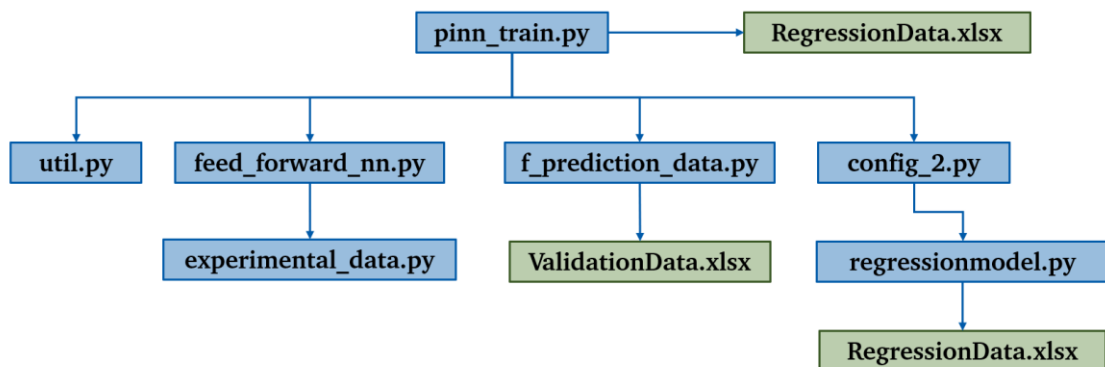 pinn_train.py
RegressionData.xlsx
util.py
feed_forward_nn.py
f_prediction_data.py
config_2.py
experimental_data.py
ValidationData.xlsx
regressionmodel.py
RegressionData.xlsx